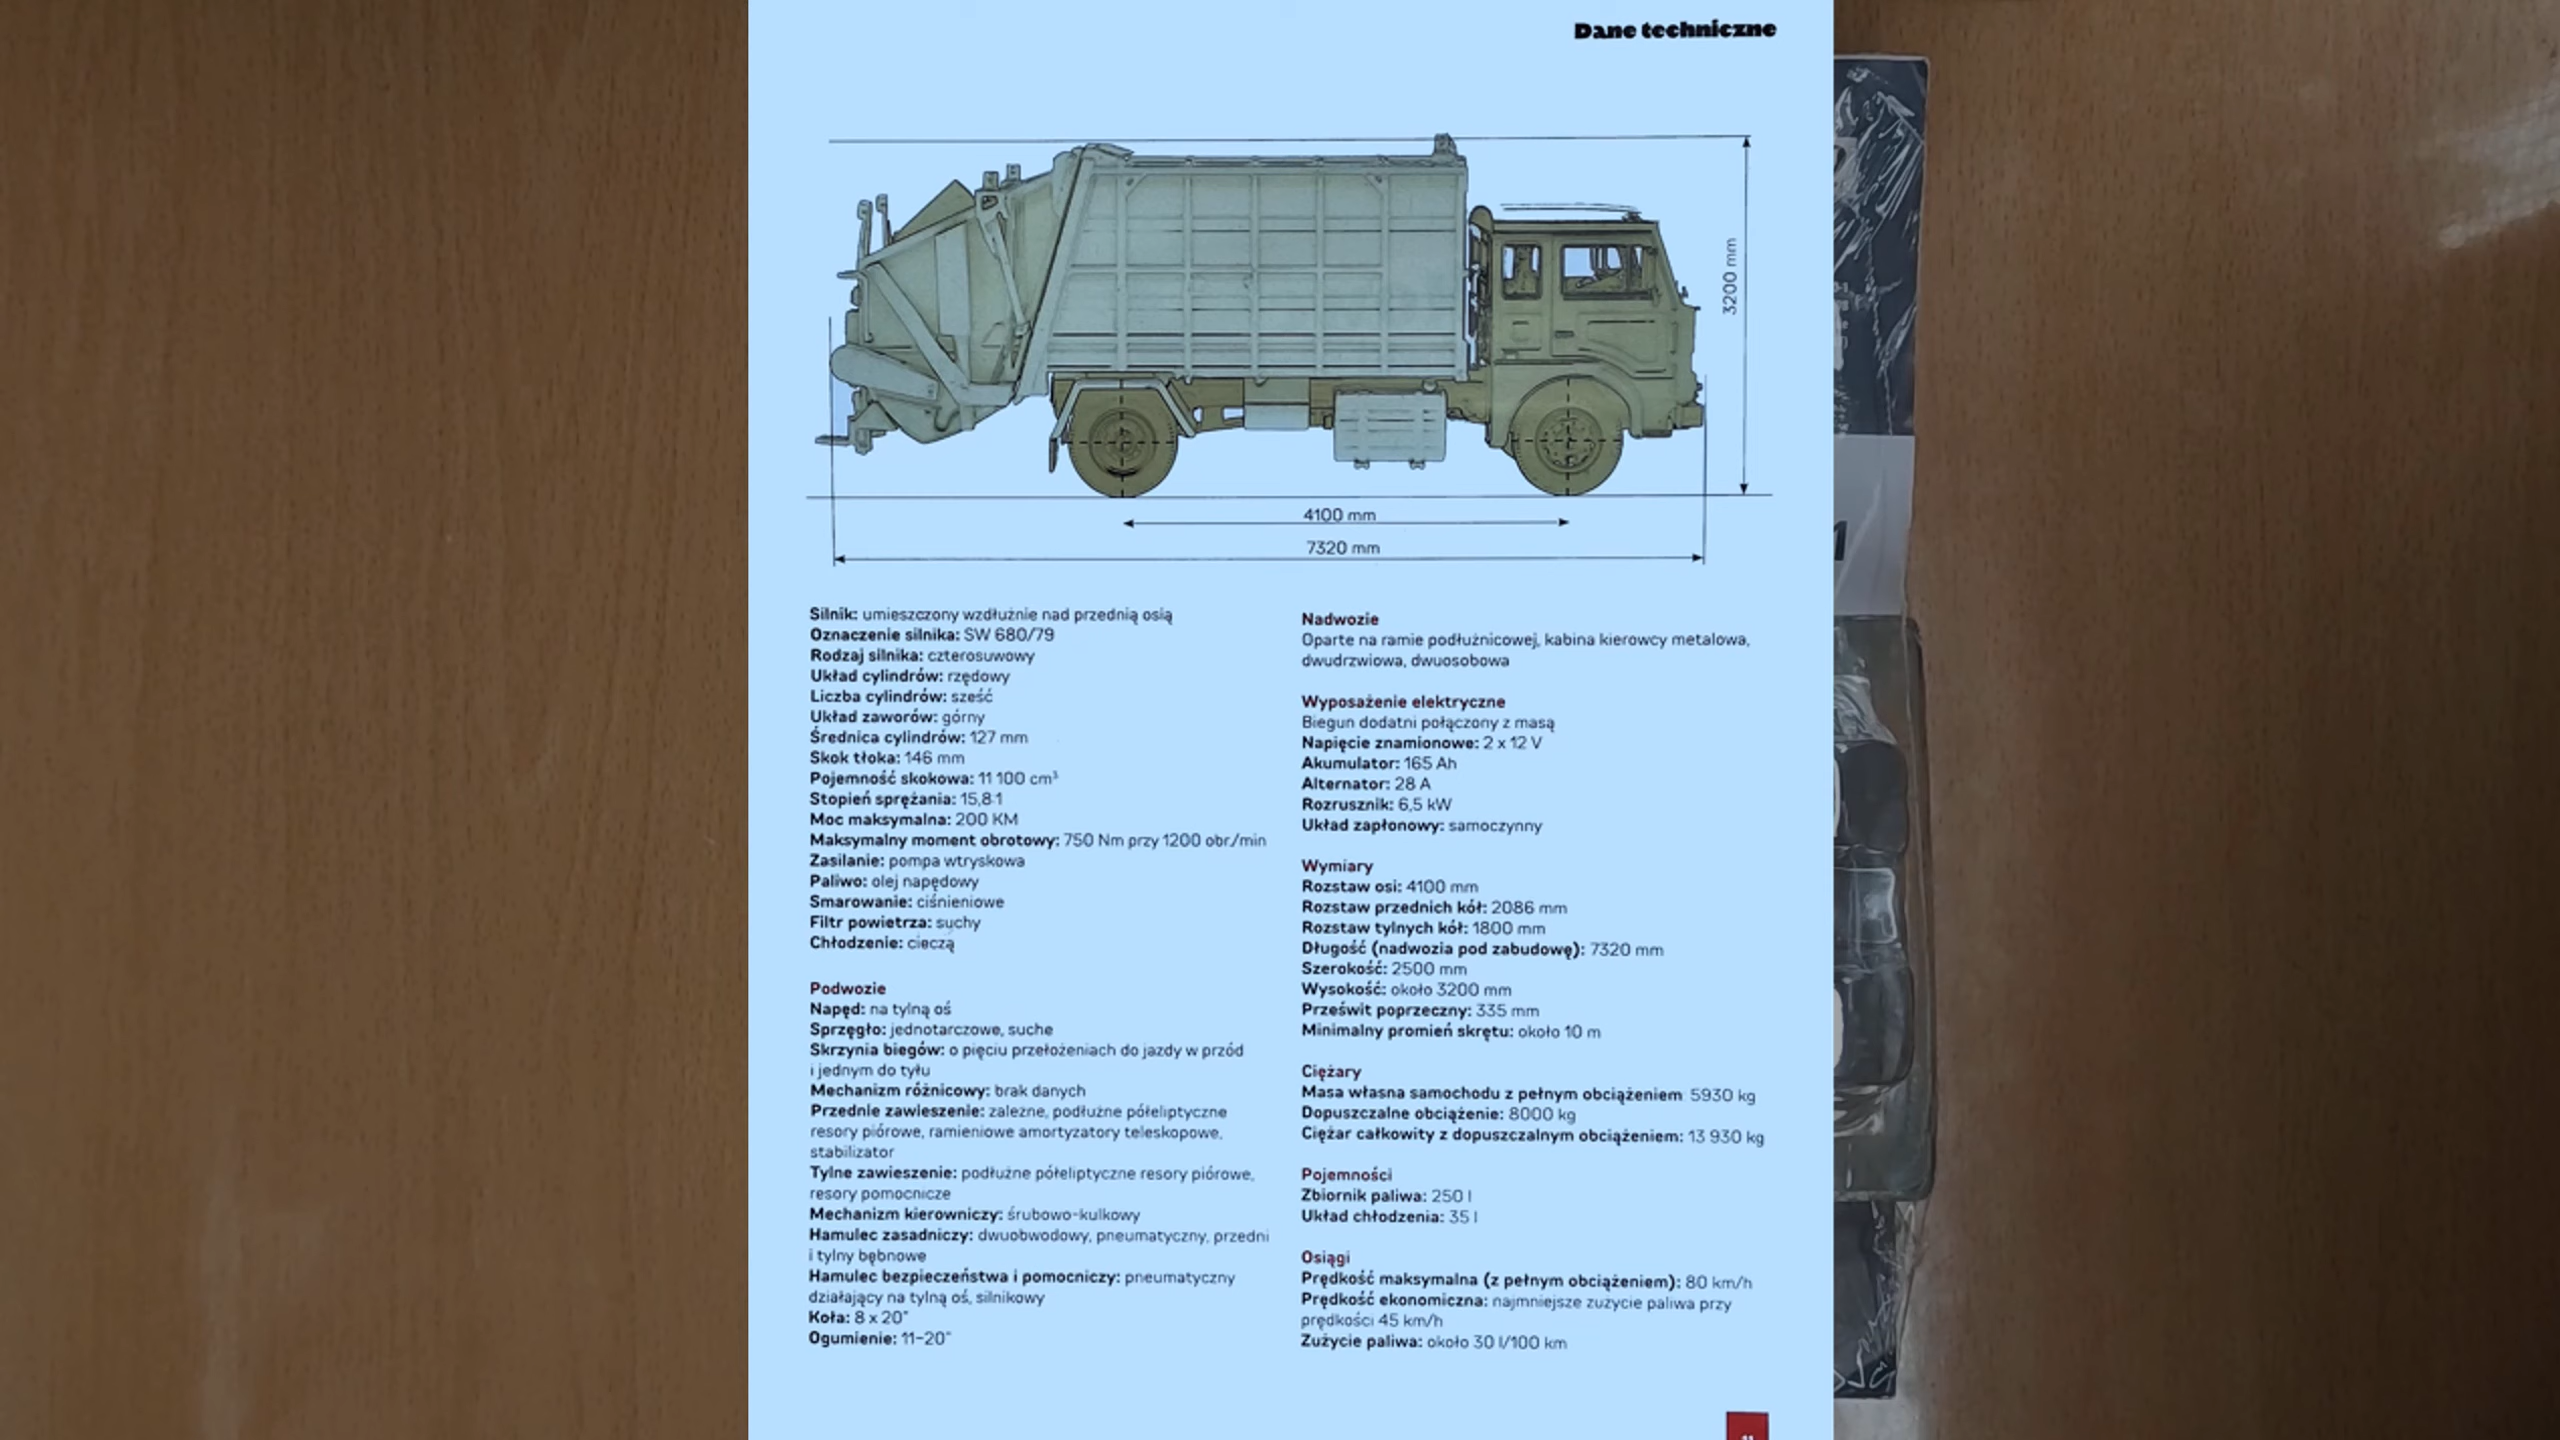 Dane techniczne
3200 mm
4100 mm
7320 mm
Silnik: umieszczony wzdłużnie nad przednią osią
Oznaczenie silnika: SW 680/79
Rodzaj silnika: czterosuwowy
Układ cylindrów: rzędowy
Liczba cylindrów: sześć
Układ zaworów: górny
Średnica cylindrów: 127 mm
Skok tłoka: 146 mm
Pojemność skokowa: 11 100 cm³
Stopień sprężania: 15,8:1
Moc maksymalna: 200 KM
Maksymalny moment obrotowy: 750 Nm przy 1200 obr./min
Zasilanie: pompa wtryskowa
Paliwo: olej napędowy
Smarowanie: ciśnieniowe
Filtr powietrza: suchy
Chłodzenie: cieczą
Podwozie
Napęd: na tylną oś
Sprzęgło: jednotarczowe, suche
Skrzynia biegów: o pięciu przełożeniach do jazdy w przód
i jednym do tyłu
Mechanizm różnicowy: brak danych
Przednie zawieszenie: zależne, podłużne półeliptyczne
resory piórowe, ramieniowe amortyzatory teleskopowe,
stabilizator
Tylne zawieszenie: podłużne półeliptyczne resory piórowe,
resory pomocnicze
Mechanizm kierowniczy: śrubowo-kulkowy
Hamulec zasadniczy: dwuobwodowy, pneumatyczny, przedni
i tylny bębnowe
Hamulec bezpieczeństwa i pomocniczy: pneumatyczny
działający na tylną oś, silnikowy
Koła: 8 x 20"
Ogumienie: 11–20"
Nadwozie
Oparte na ramie podłużnicowej, kabina kierowcy metalowa,
dwudrzwiowa, dwuosobowa
Wyposażenie elektryczne
Biegun dodatni połączony z masą
Napięcie znamionowe: 2 x 12 V
Akumulator: 165 Ah
Alternator: 28 A
Rozrusznik: 6,5 kW
Układ zapłonowy: samoczynny
Wymiary
Rozstaw osi: 4100 mm
Rozstaw przednich kół: 2086 mm
Rozstaw tylnych kół: 1800 mm
Długość (nadwozia pod zabudowę): 7320 mm
Szerokość: 2500 mm
Wysokość: około 3200 mm
Prześwit poprzeczny: 335 mm
Minimalny promień skrętu: około 10 m
Ciężary
Masa własna samochodu z pełnym obciążeniem 5930 kg
Dopuszczalne obciążenie: 8000 kg
Ciężar całkowity z dopuszczalnym obciążeniem: 13 930 kg
Pojemności
Zbiornik paliwa: 250 l
Układ chłodzenia: 35 l
Osiągi
Prędkość maksymalna (z pełnym obciążeniem): 80 km/h
Prędkość ekonomiczna: najmniejsze zużycie paliwa przy
prędkości 45 km/h
Zużycie paliwa: około 30 l/100 km